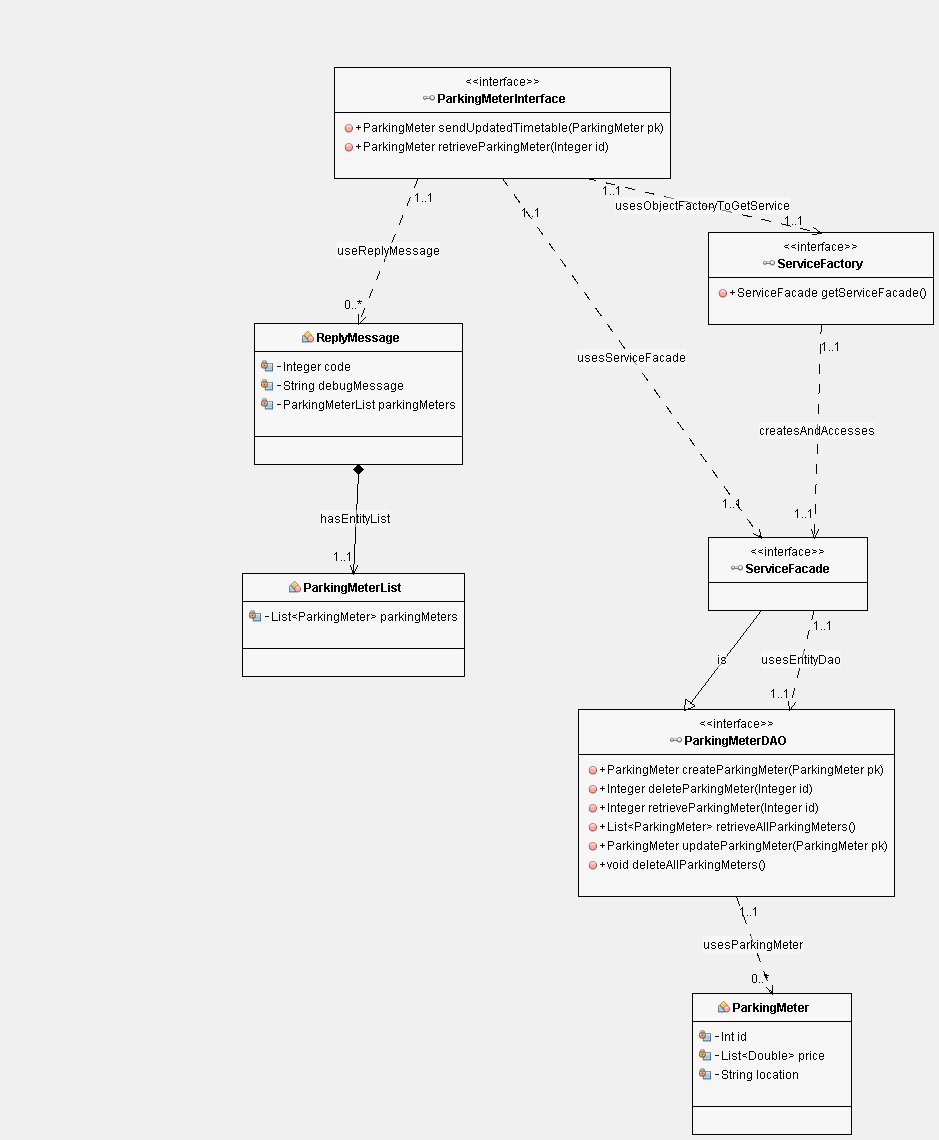 <<interface>>
ParkingMeterInterface
+ParkingMeter sendUpdatedTimetable(ParkingMeter pk)
+ParkingMeter retrieveParkingMeter(Integer id)
1..1
1..1
1..1
usesObjectFactoryToGetService
1..1
useReplyMessage
0..*
<<interface>>
ServiceFactory
+ServiceFacade getServiceFacade()
1..1
ReplyMessage
-Integer code
-String debugMessage
-ParkingMeterList parkingMeters
usesServiceFacade
createsAndAccesses
1..1
1..1
hasEntityList
1..1
<<interface>>
ServiceFacade
ParkingMeterList
-List<ParkingMeter> parkingMeters
1..1
is
usesEntityDao
1..1
<<interface>>
ParkingMeterDAO
+ParkingMeter createParkingMeter(ParkingMeter pk)
+Integer deleteParkingMeter(Integer id)
+Integer retrieveParkingMeter(Integer id)
+List<ParkingMeter> retrieveAllParkingMeters()
+ParkingMeter updateParkingMeter(ParkingMeter pk)
+void deleteAllParkingMeters()
1..1
usesParkingMeter
0..*
ParkingMeter
-Int id
-List<Double> price
-String location